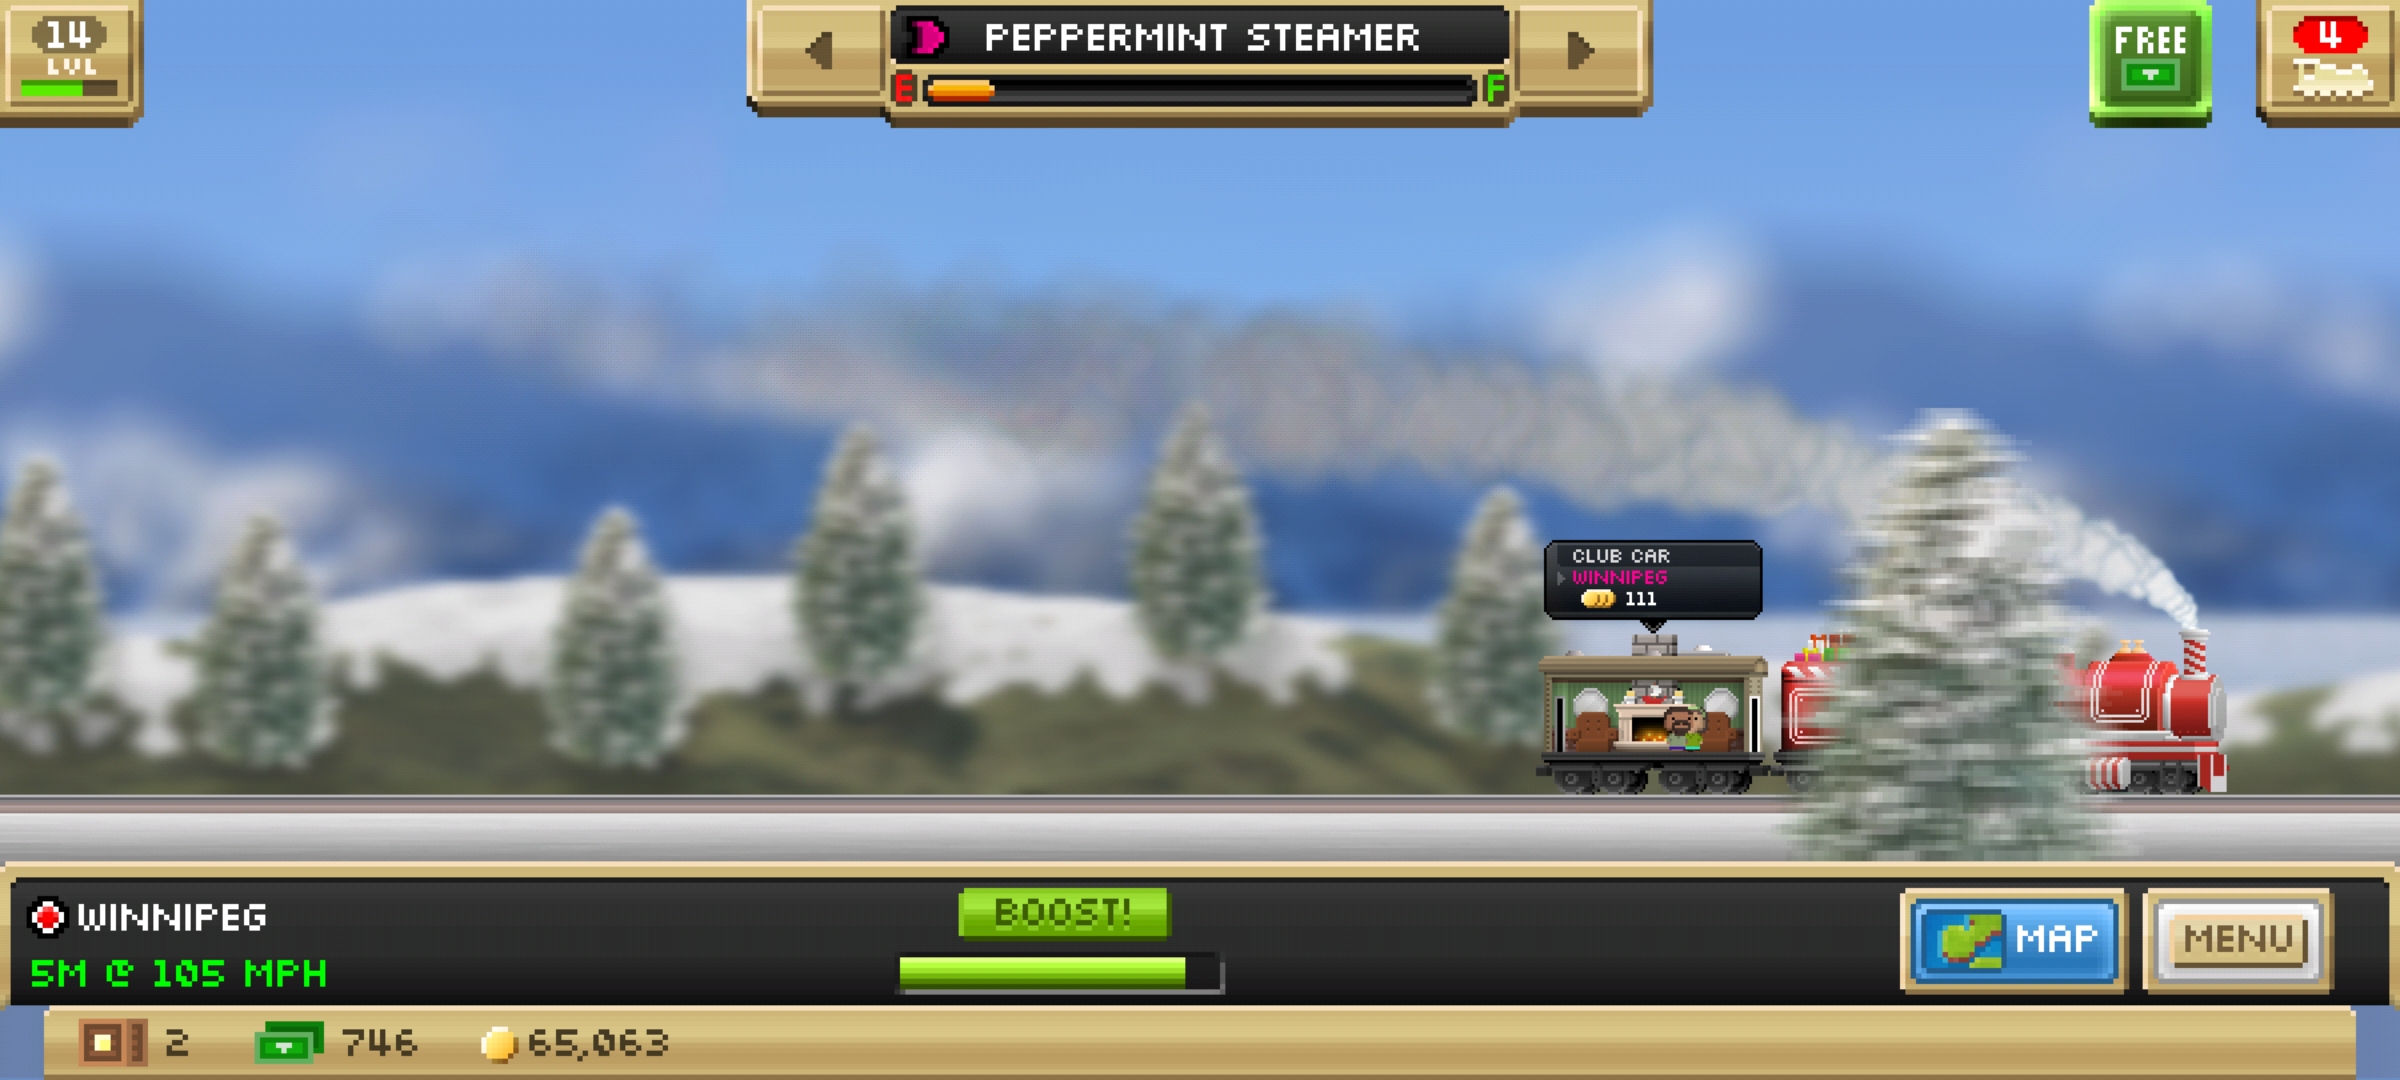 14
LVL
PEPPERMINT STEAMER
E
F
FREE
4
CLUB CAR
WINNIPEG
111
WINNIPEG
5M @ 105 MPH
BOOST!
MAP
MENU
2
746
65,063